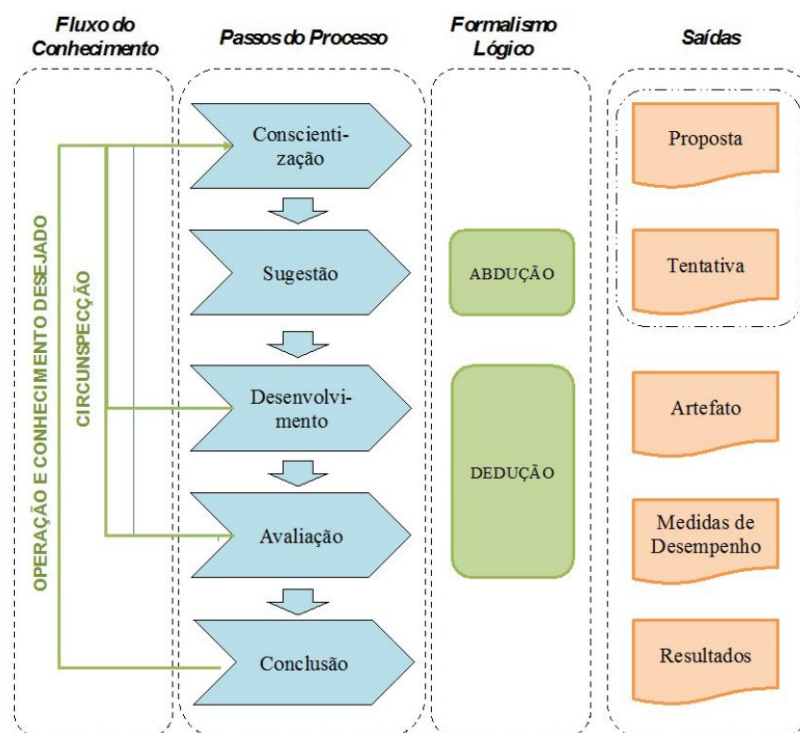 Fluxo do
Conhecimento
Passos do Processo
Formalismo
Lógico
Saídas
OPERAÇÃO E CONHECIMENTO DESEJADO
CIRCUNSPECÇÃO
Conscienti-
zação
Proposta
Sugestão
ABDUÇÃO
Tentativa
Desenvolvi-
mento
DEDUÇÃO
Artefato
Avaliação
Medidas de
Desempenho
Conclusão
Resultados